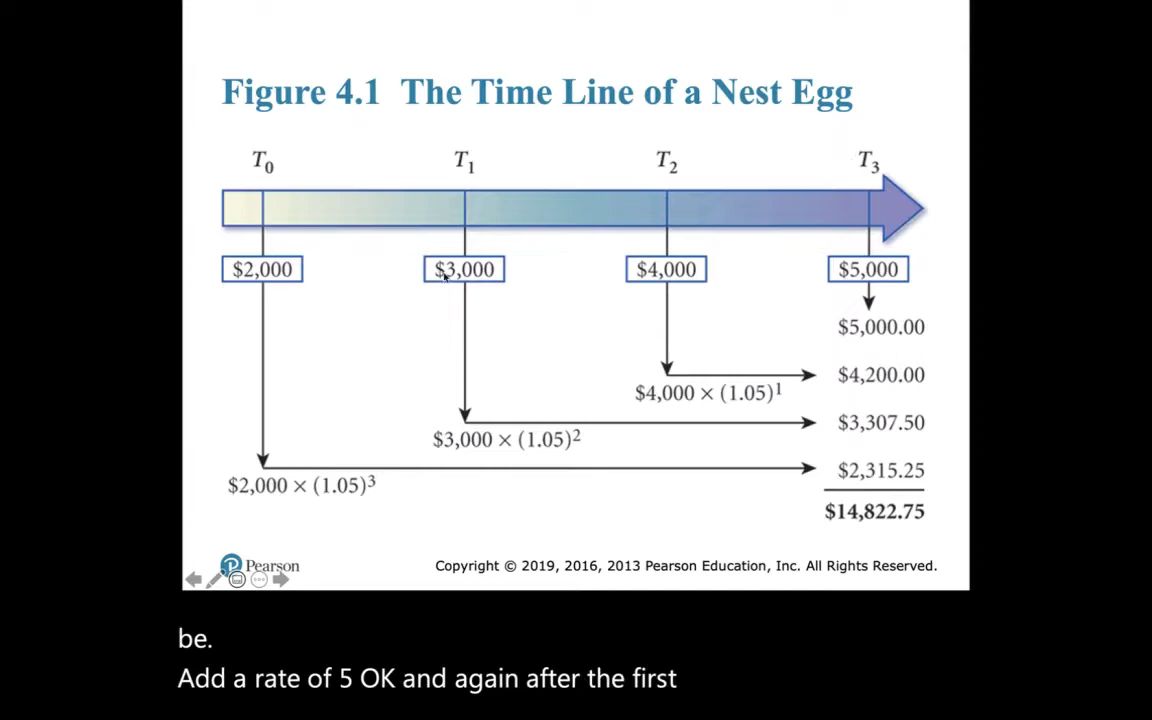 Figure 4.1 The Time Line of a Nest Egg
T₀ T₁ T₂ T₃
$2,000 $3,000 $4,000 $5,000
$5,000.00
$4,200.00
$4,000 × (1.05)¹
$3,307.50
$3,000 × (1.05)²
$2,315.25
$2,000 × (1.05)³
$14,822.75
Pearson
Copyright © 2019, 2016, 2013 Pearson Education, Inc. All Rights Reserved.
be.
Add a rate of 5 OK and again after the first